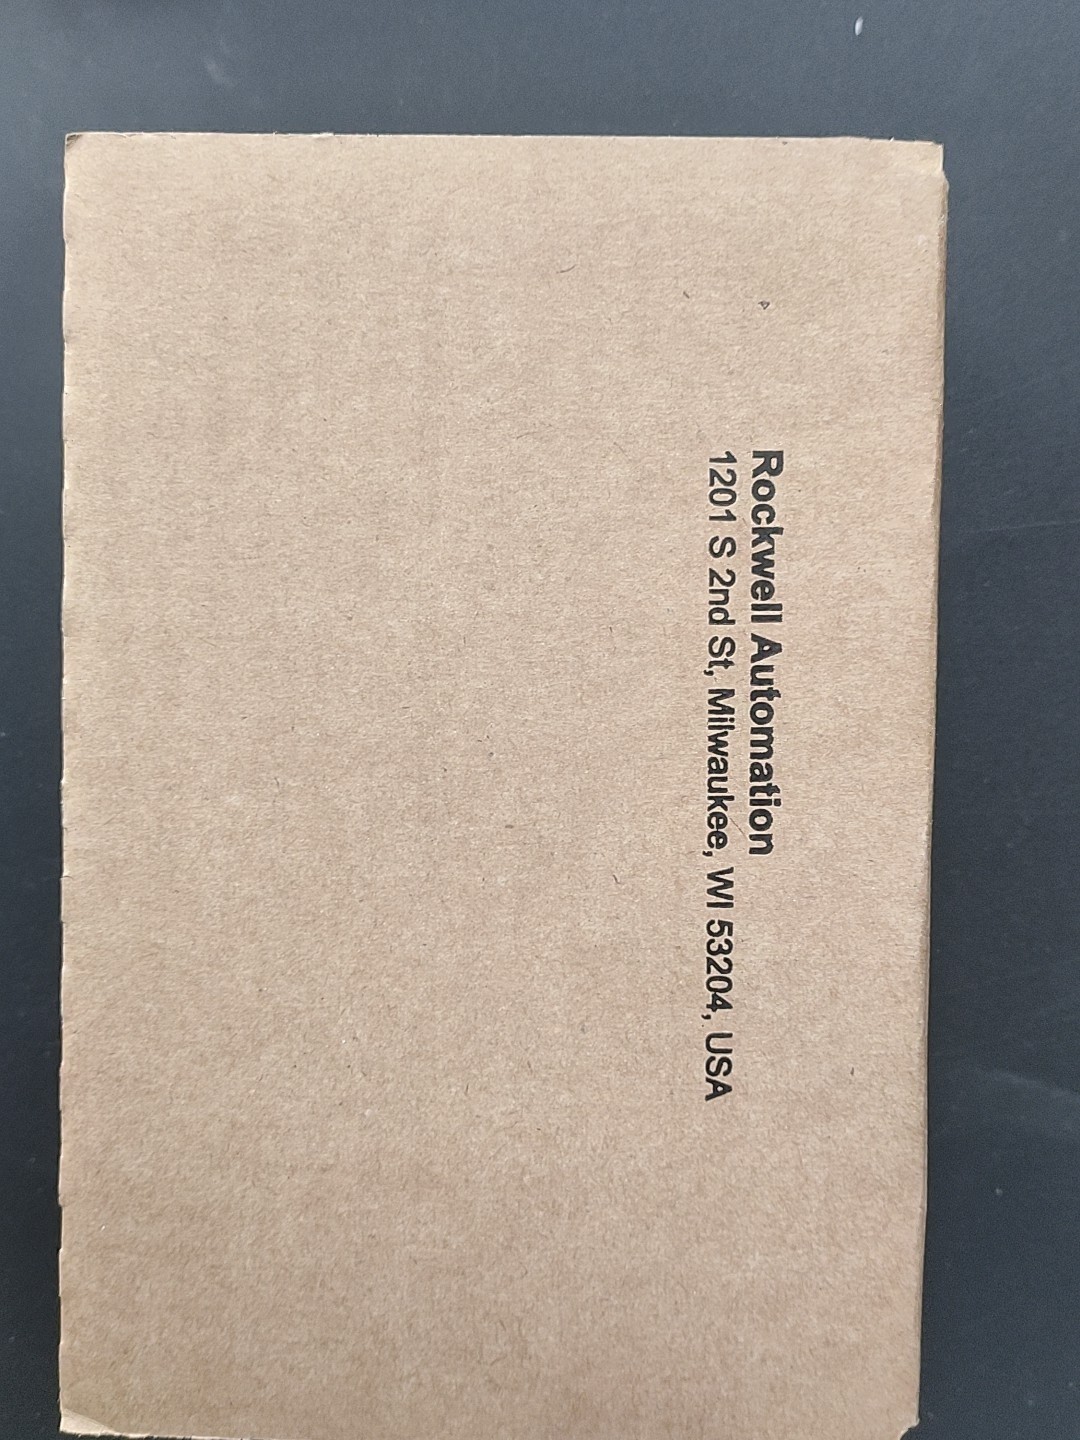 Rockwell Automation
1201 S 2nd St, Milwaukee, WI 53204, USA